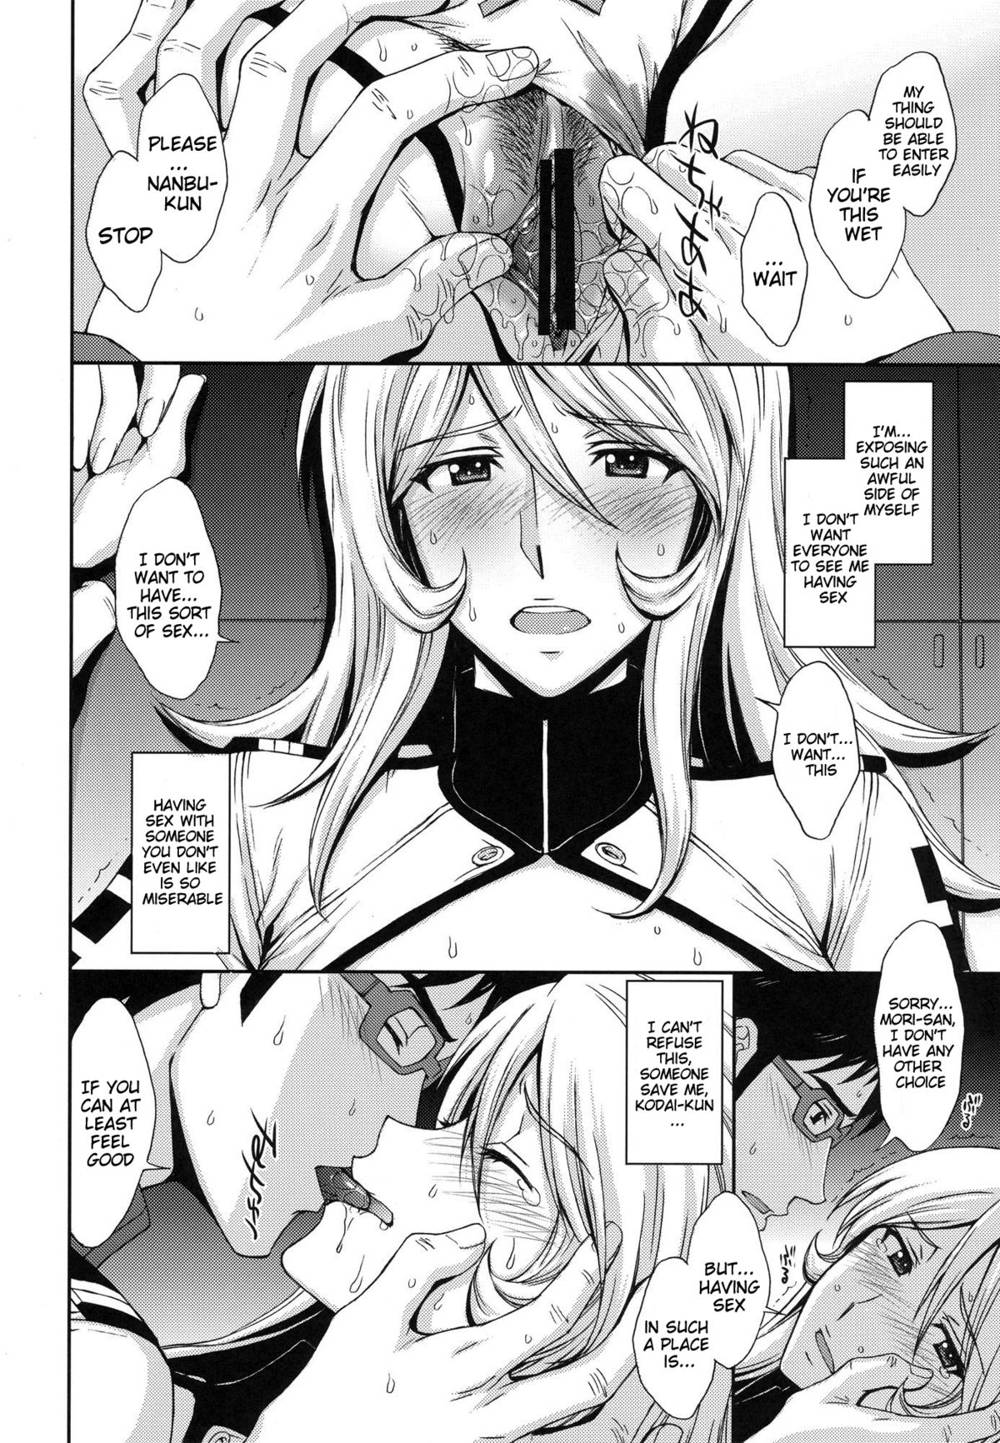 MY
THING
SHOULD
BE ABLE
TO ENTER
EASILY
IF
YOU'RE
THIS
WET
...
WAIT
PLEASE
...
NANBU-
KUN
STOP
I'M...
EXPOSING
SUCH AN
AWFUL
SIDE OF
MYSELF
I DON'T
WANT
EVERYONE
TO SEE ME
HAVING
SEX
I DON'T
WANT TO
HAVE...
THIS SORT
OF SEX...
I DON'T...
WANT...
THIS
HAVING
SEX WITH
SOMEONE
YOU DON'T
EVEN LIKE
IS SO
MISERABLE
SORRY...
MORI-SAN,
I DON'T
HAVE ANY
OTHER
CHOICE
BUT...
HAVING
SEX
IN SUCH
A PLACE
IS...
I CAN'T
REFUSE
THIS,
SOMEONE
SAVE ME,
KODAI-KUN
...
IF YOU
CAN AT
LEAST
FEEL
GOOD